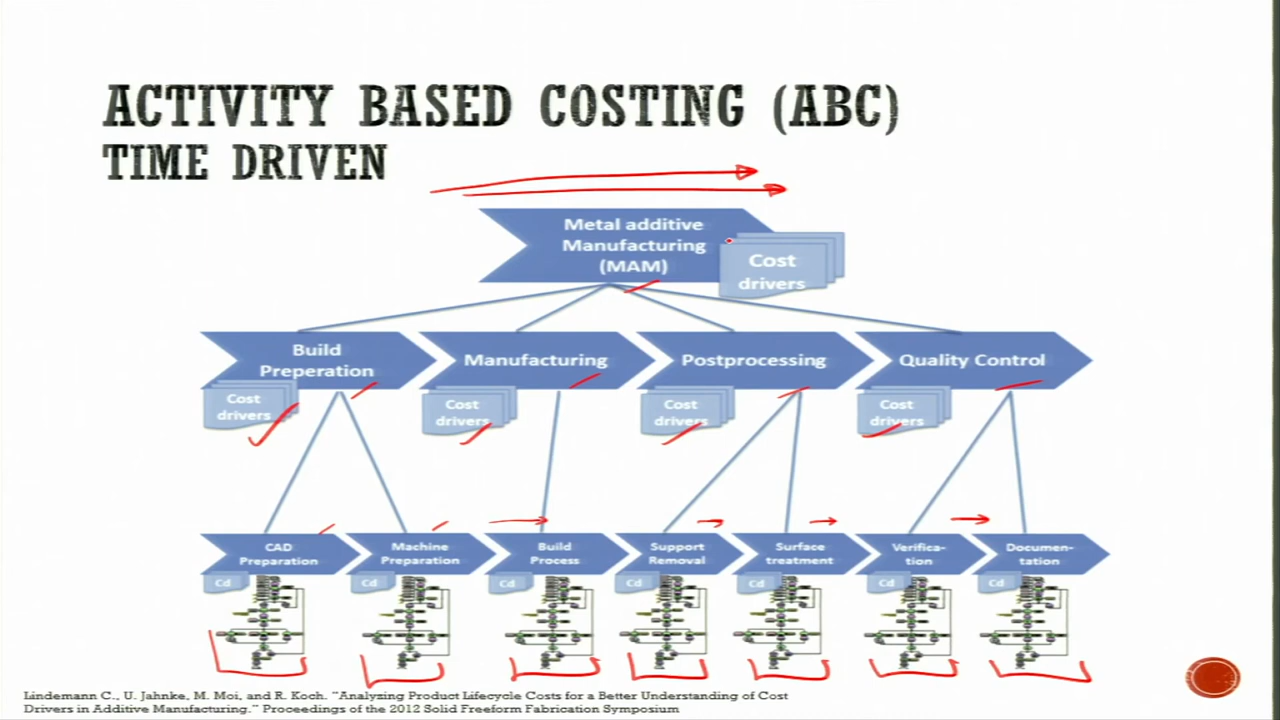 ACTIVITY BASED COSTING (ABC)
TIME DRIVEN
Metal additive
Manufacturing
(MAM)
Cost
drivers
Build
Preperation
Manufacturing
Postprocessing
Quality Control
Cost
drivers
Cost
drivers
Cost
drivers
Cost
drivers
CAD
Preparation
Machine
Preparation
Build
Process
Support
Removal
Surface
treatment
Verifica-
tion
Documen-
tation
Cd
Cd
Cd
Cd
Cd
Cd
Cd
Lindemann C., U. Jahnke, M. Moi, and R. Koch. "Analyzing Product Lifecycle Costs for a Better Understanding of Cost
Drivers in Additive Manufacturing." Proceedings of the 2012 Solid Freeform Fabrication Symposium